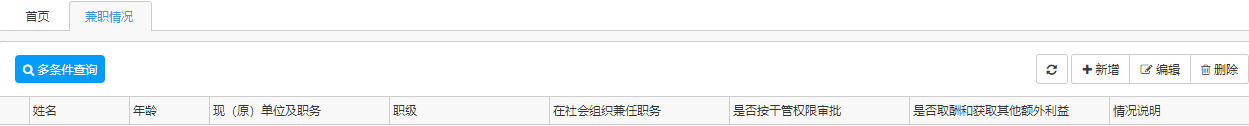 首页 兼职情况
多条件查询 新增 编辑 删除
姓名 年龄 现（原）单位及职务 职级 在社会组织兼任职务 是否按干管权限审批 是否取酬和获取其他额外利益 情况说明